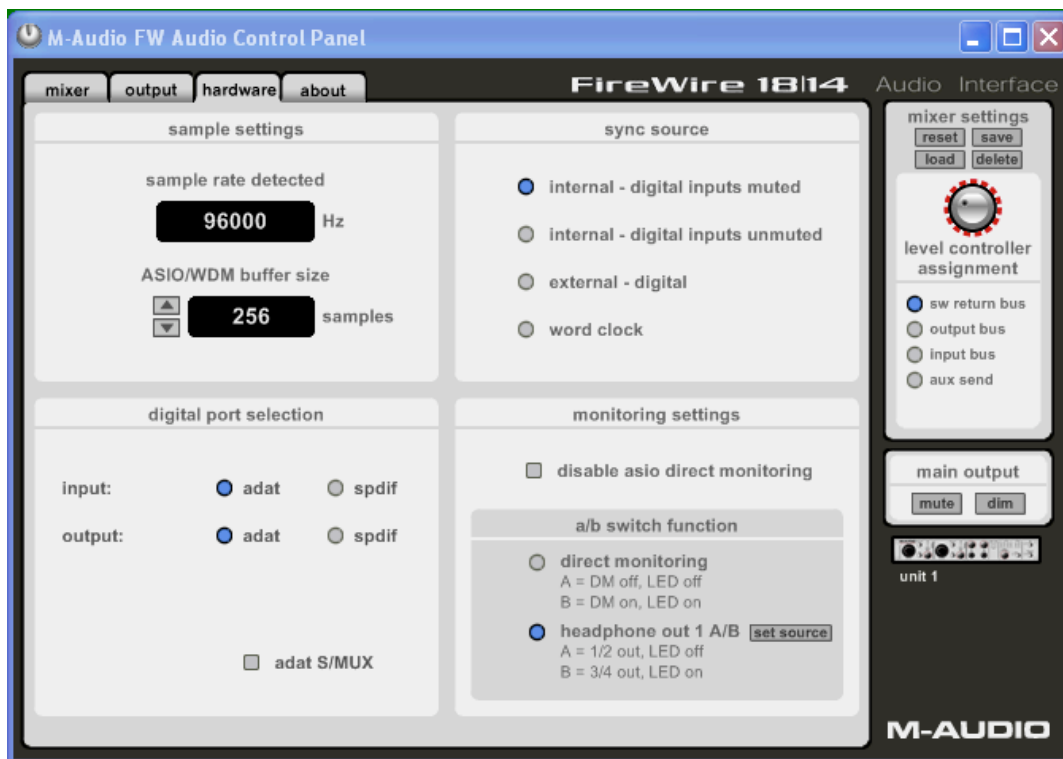 M-Audio FW Audio Control Panel
mixer output hardware about
FireWire 18|14 Audio Interface
sample settings
sample rate detected
96000 Hz
ASIO/WDM buffer size
256 samples
sync source
internal - digital inputs muted
internal - digital inputs unmuted
external - digital
word clock
digital port selection
input: adat spdif
output: adat spdif
adat S/MUX
monitoring settings
disable asio direct monitoring
a/b switch function
direct monitoring
A = DM off, LED off
B = DM on, LED on
headphone out 1 A/B set source
A = 1/2 out, LED off
B = 3/4 out, LED on
mixer settings
reset save
load delete
level controller
assignment
sw return bus
output bus
input bus
aux send
main output
mute dim
unit 1
M-AUDIO